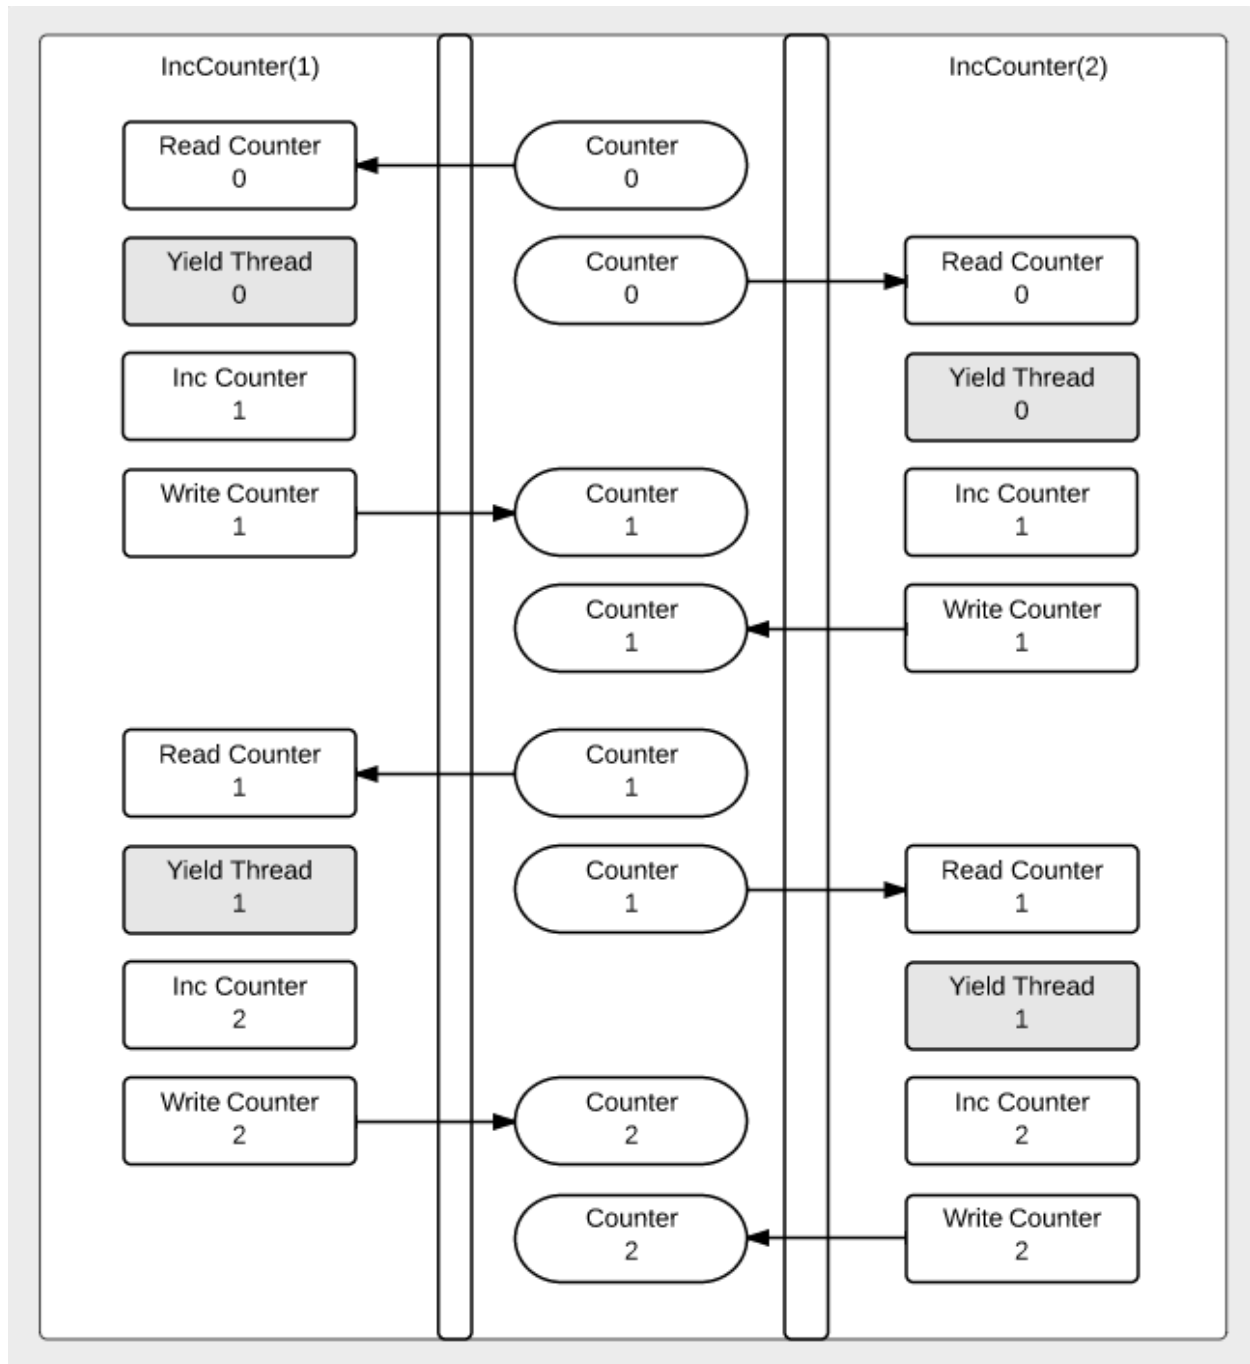 IncCounter(1)
IncCounter(2)
Read Counter
0
Counter
0
Yield Thread
0
Counter
0
Read Counter
0
Inc Counter
1
Yield Thread
0
Write Counter
1
Counter
1
Inc Counter
1
Counter
1
Write Counter
1
Read Counter
1
Counter
1
Yield Thread
1
Counter
1
Read Counter
1
Inc Counter
2
Yield Thread
1
Write Counter
2
Counter
2
Inc Counter
2
Counter
2
Write Counter
2